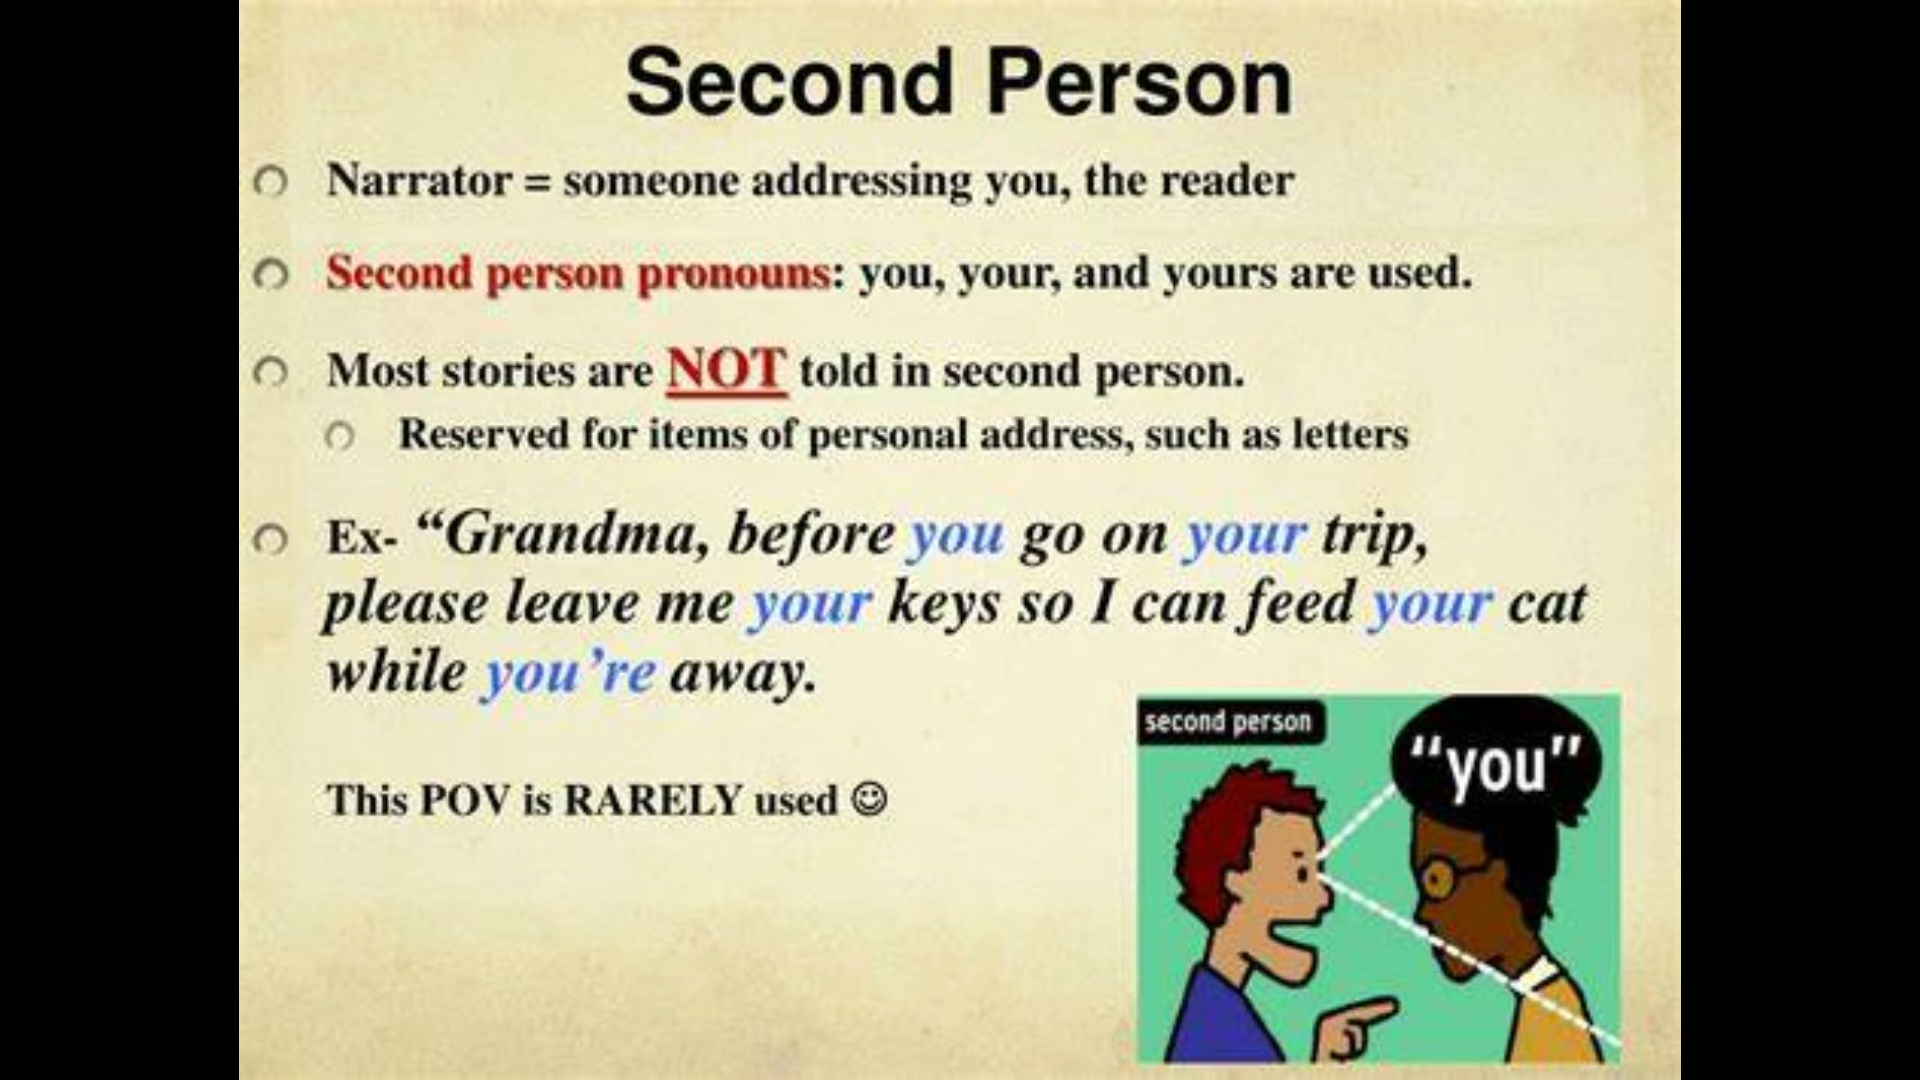 Second Person
Narrator = someone addressing you, the reader
Second person pronouns: you, your, and yours are used.
Most stories are NOT told in second person.
Reserved for items of personal address, such as letters
Ex- “Grandma, before you go on your trip,
please leave me your keys so I can feed your cat
while you’re away.
This POV is RARELY used ☺
second person
“you”